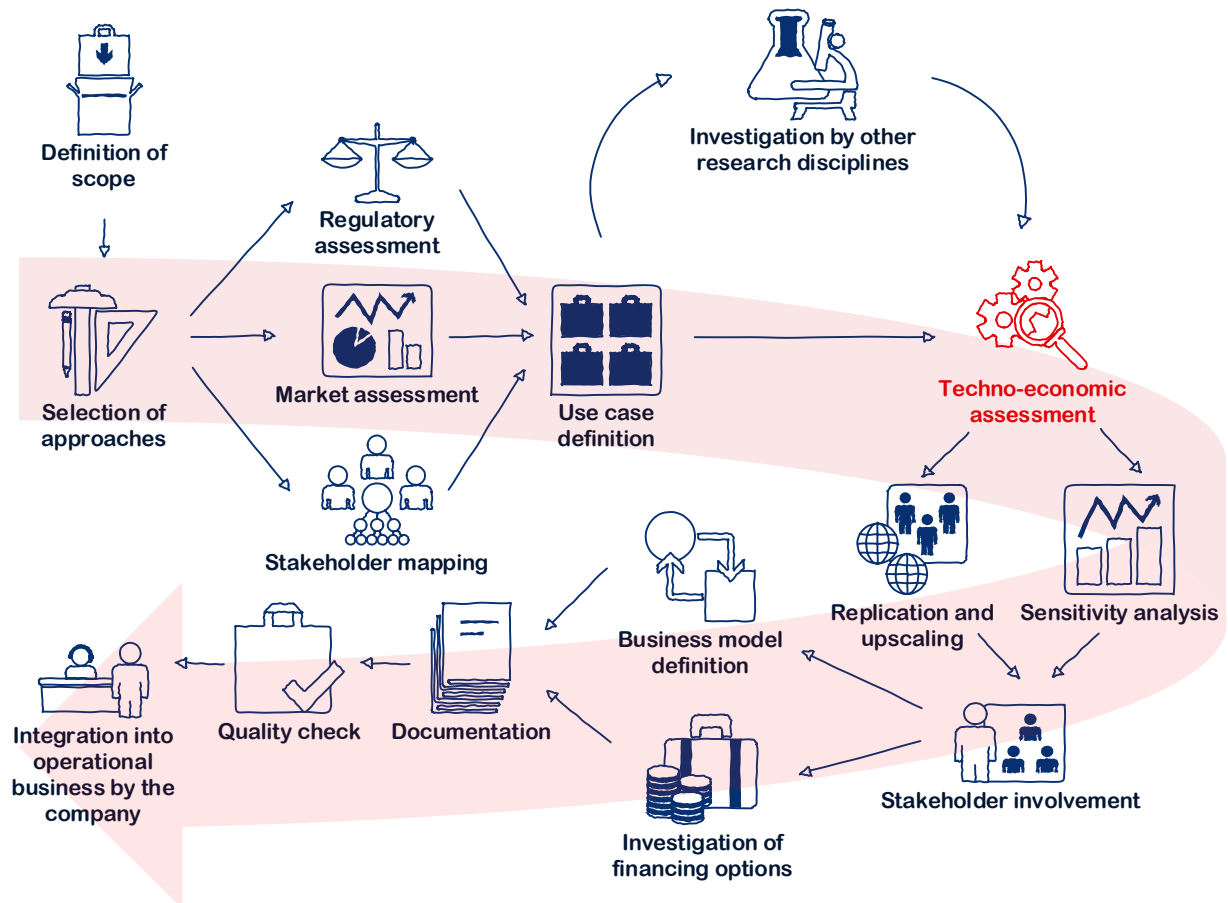 Definition of
scope
Investigation by other
research disciplines
Regulatory
assessment
Selection of
approaches
Market assessment
Use case
definition
Techno-economic
assessment
Stakeholder mapping
Replication and
upscaling
Sensitivity analysis
Business model
definition
Integration into
operational
business by the
company
Quality check
Documentation
Stakeholder involvement
Investigation of
financing options